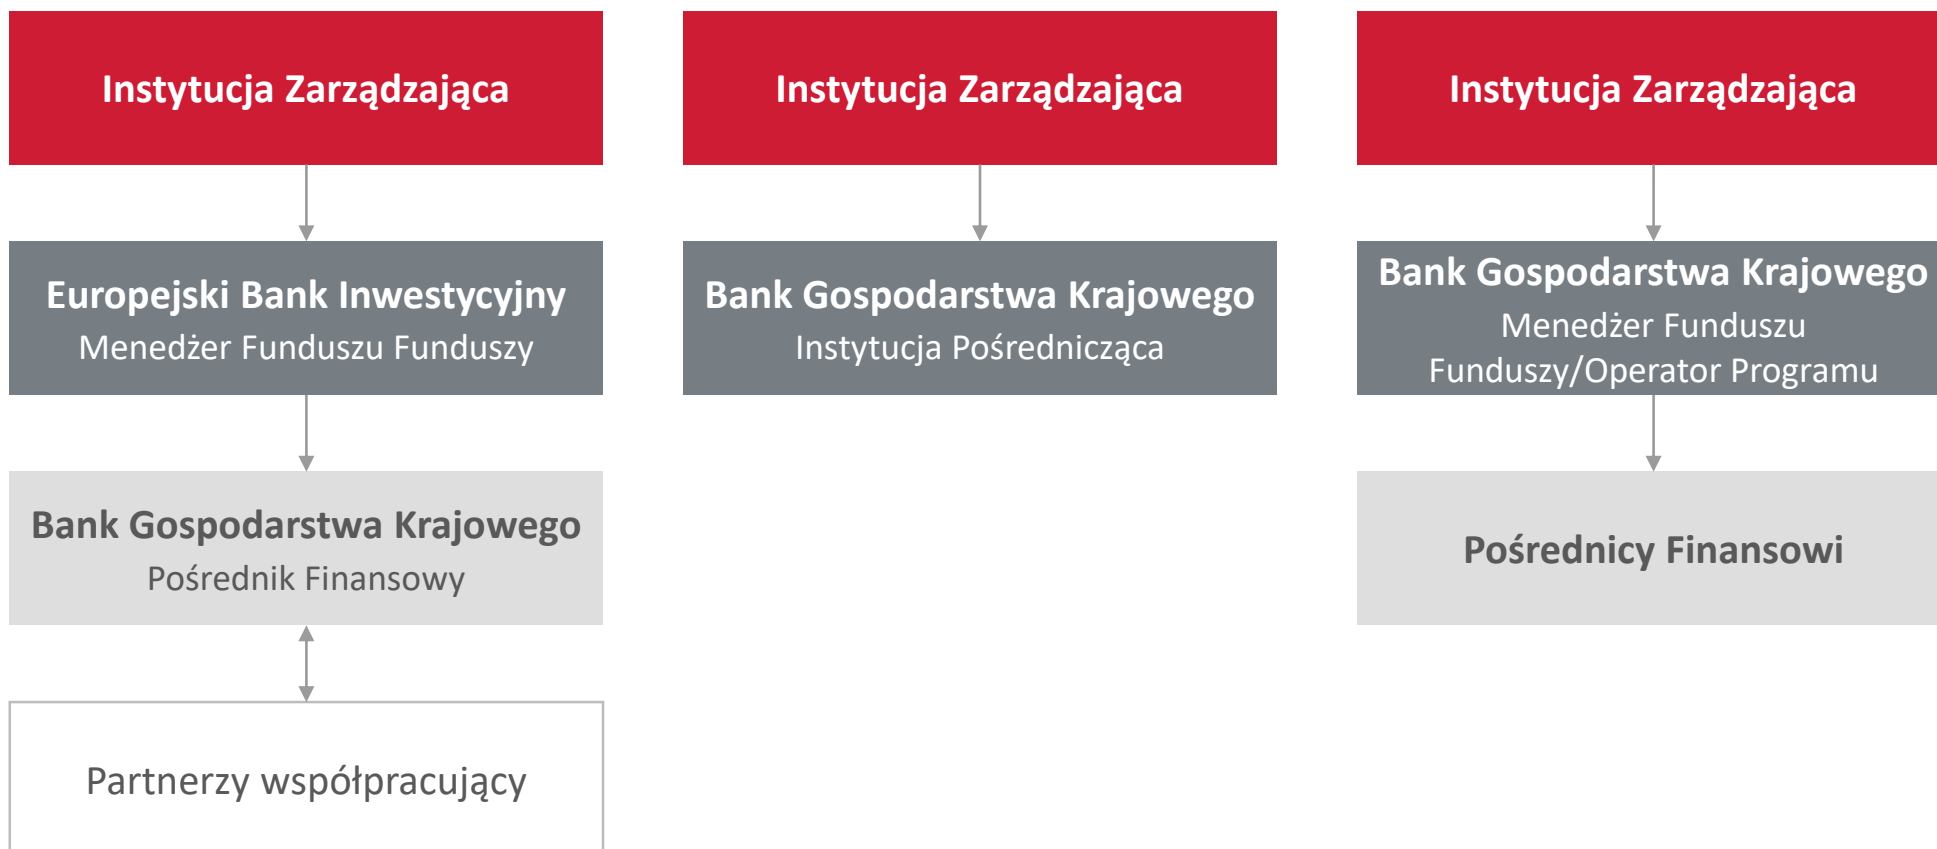 Instytucja Zarządzająca
Europejski Bank Inwestycyjny
Menedżer Funduszu Funduszy
Bank Gospodarstwa Krajowego
Pośrednik Finansowy
Partnerzy współpracujący
Instytucja Zarządzająca
Bank Gospodarstwa Krajowego
Instytucja Pośrednicząca
Instytucja Zarządzająca
Bank Gospodarstwa Krajowego
Menedżer Funduszu
Funduszy/Operator Programu
Pośrednicy Finansowi